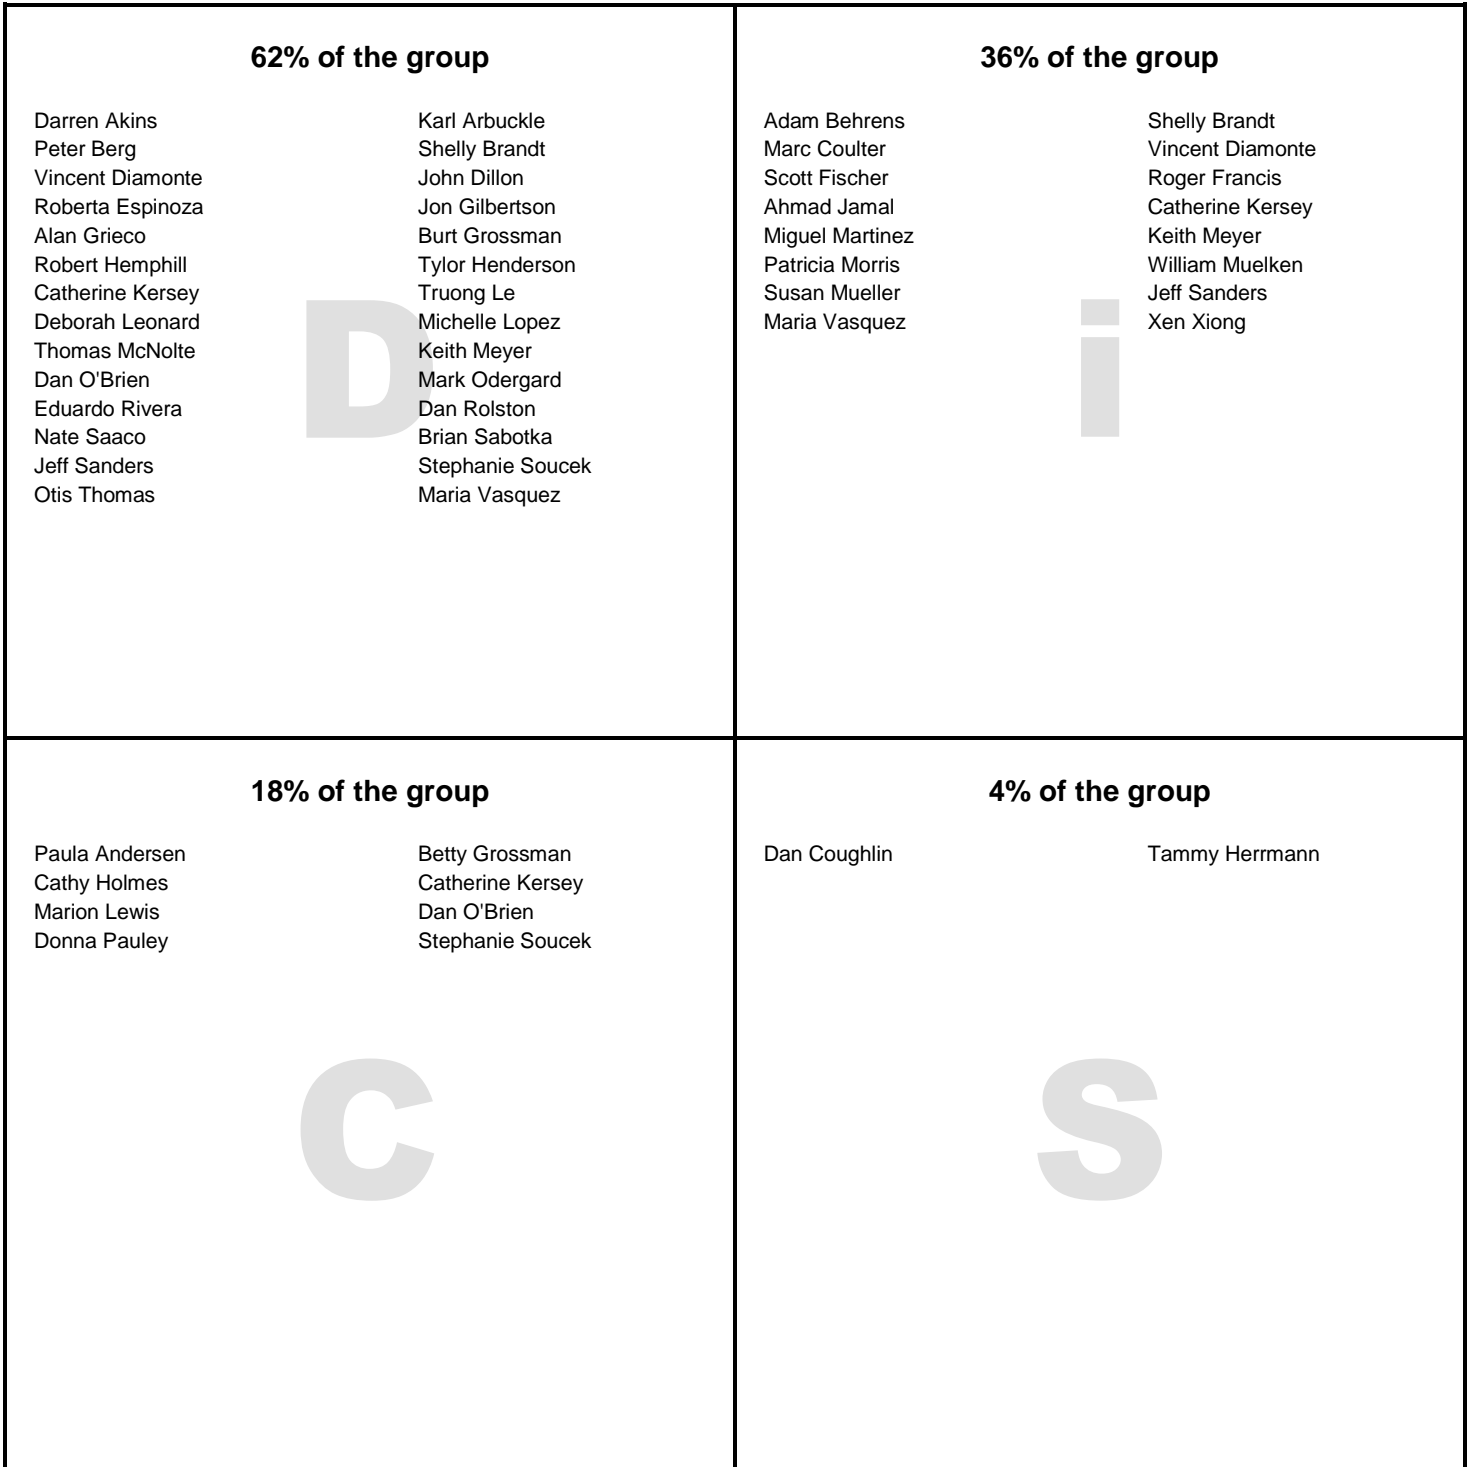 62% of the group
Darren Akins Karl Arbuckle
Peter Berg Shelly Brandt
Vincent Diamonte John Dillon
Roberta Espinoza Jon Gilbertson
Alan Grieco Burt Grossman
Robert Hemphill Tylor Henderson
Catherine Kersey Truong Le
Deborah Leonard Michelle Lopez
Thomas McNolte Keith Meyer
Dan O'Brien Mark Odergard
Eduardo Rivera Dan Rolston
Nate Saaco Brian Sabotka
Jeff Sanders Stephanie Soucek
Otis Thomas Maria Vasquez
D
36% of the group
Adam Behrens Shelly Brandt
Marc Coulter Vincent Diamonte
Scott Fischer Roger Francis
Ahmad Jamal Catherine Kersey
Miguel Martinez Keith Meyer
Patricia Morris William Muelken
Susan Mueller Jeff Sanders
Maria Vasquez Xen Xiong
i
18% of the group
Paula Andersen Betty Grossman
Cathy Holmes Catherine Kersey
Marion Lewis Dan O'Brien
Donna Pauley Stephanie Soucek
C
4% of the group
Dan Coughlin Tammy Herrmann
S